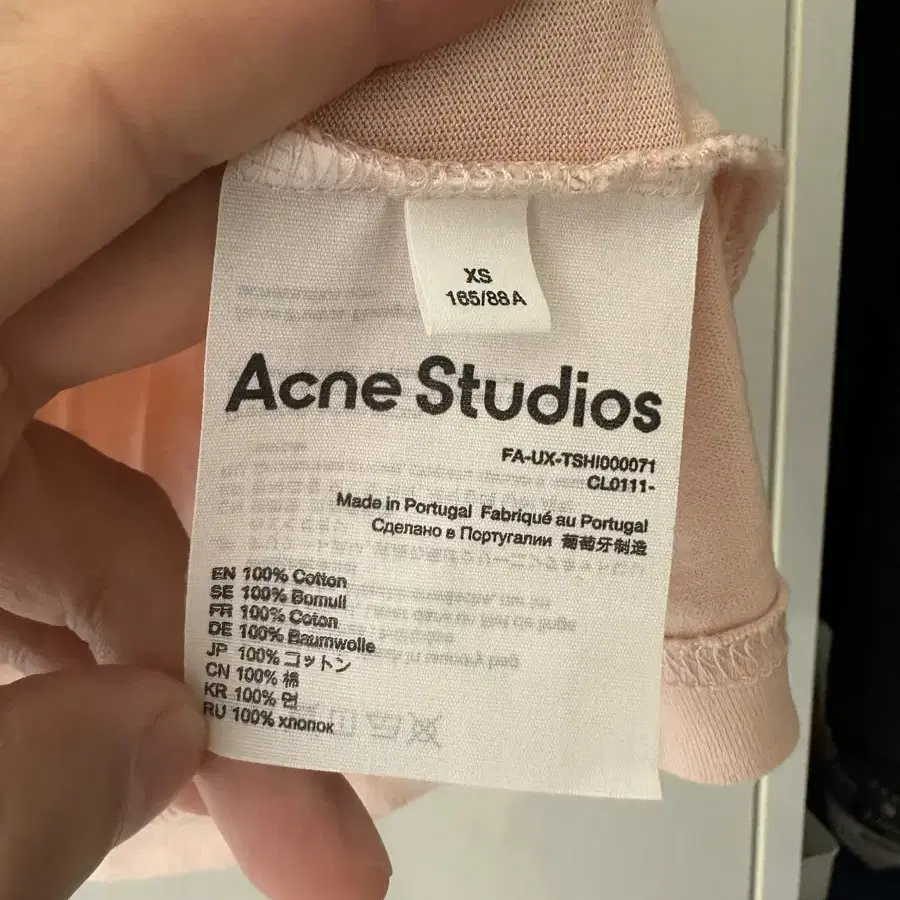 XS
165/88A
Acne Studios
FA-UX-TSHI000071
CL0111-
Made in Portugal Fabriqué au Portugal
Сделано в Португалии 葡萄牙制造
EN 100% Cotton
SE 100% Bomull
FR 100% Coton
DE 100% Baumwolle
JP 100% コットン
CN 100% 棉
KR 100% 면
RU 100% хлопок